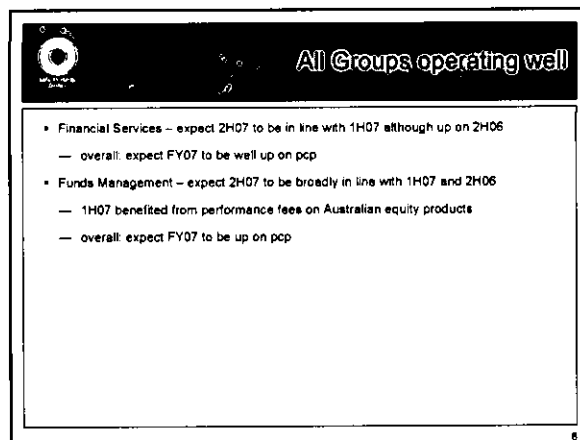 All Groups operating well
• Financial Services – expect 2H07 to be in line with 1H07 although up on 2H06
— overall: expect FY07 to be well up on pcp
• Funds Management – expect 2H07 to be broadly in line with 1H07 and 2H06
— 1H07 benefited from performance fees on Australian equity products
— overall: expect FY07 to be up on pcp